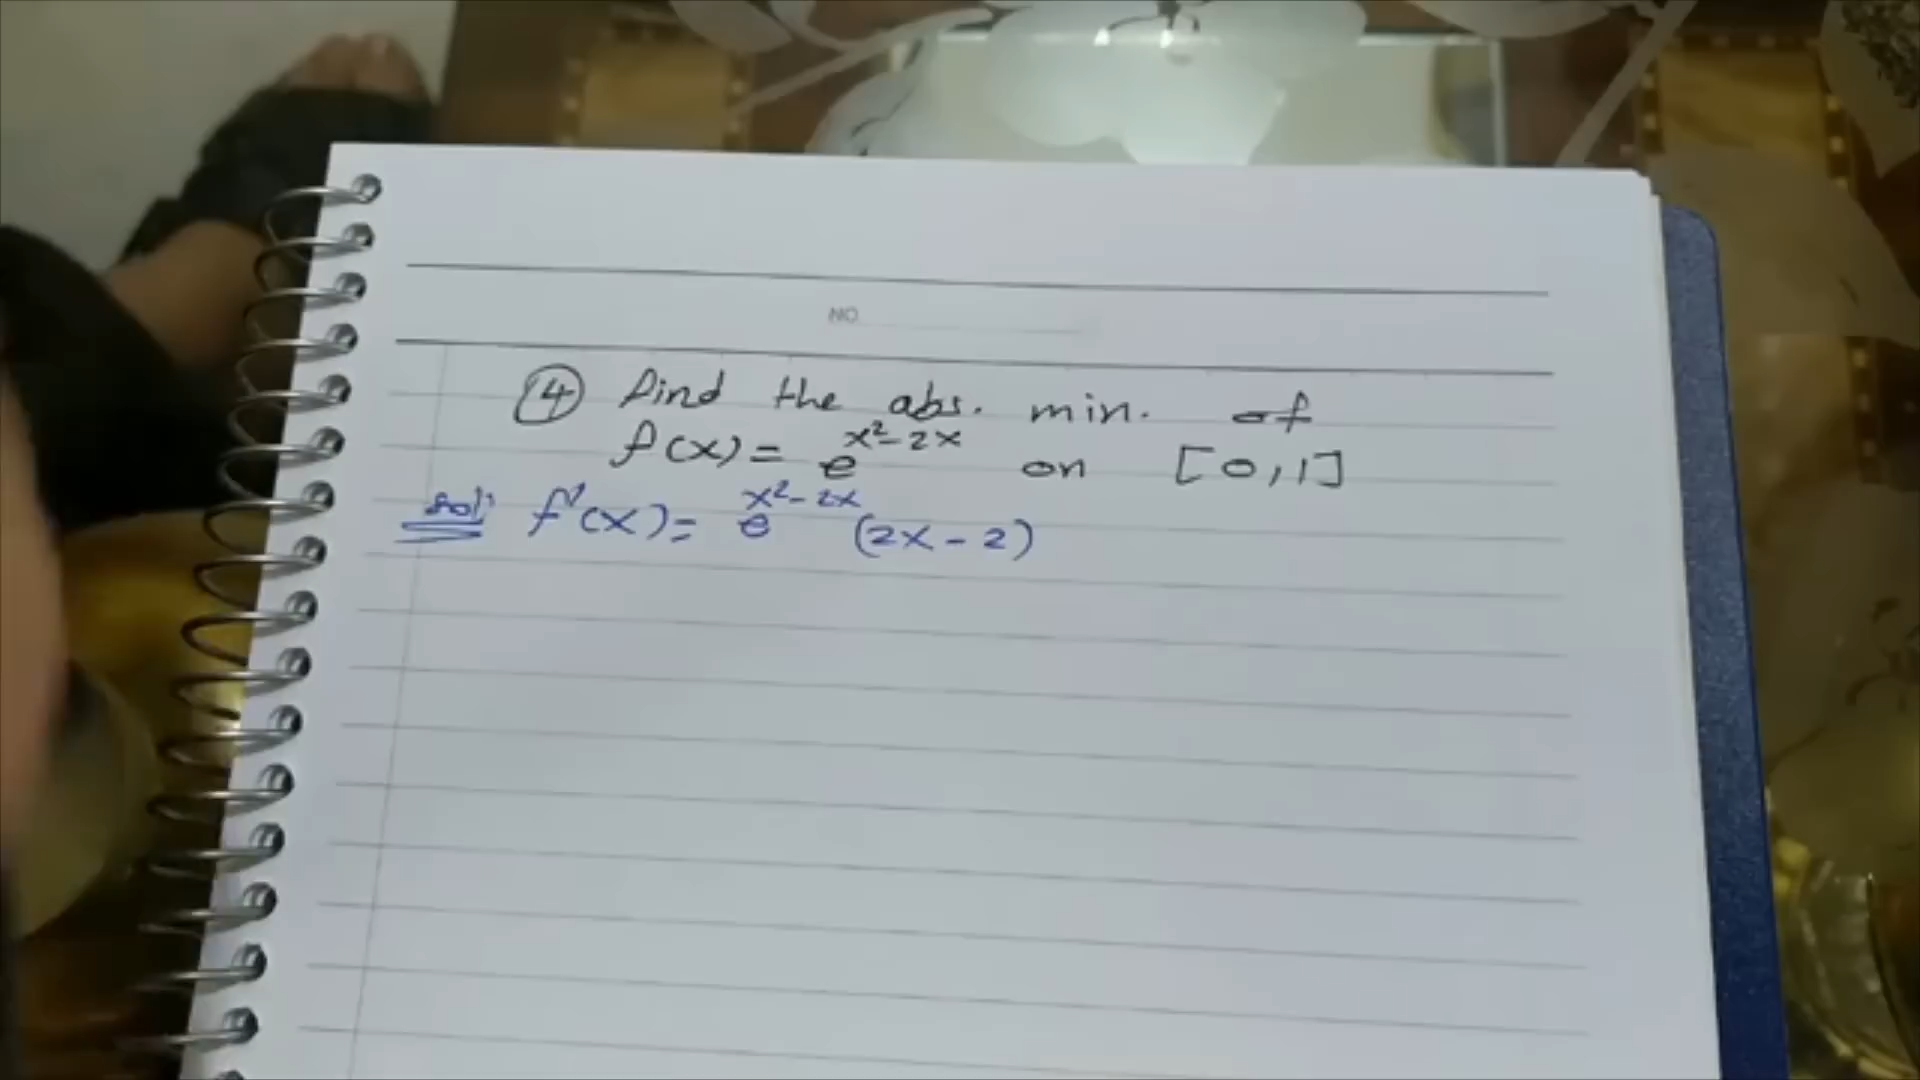 NO
④ find the abs. min. of
f(x) = e^{x²-2x} on [0,1]
sol: f'(x) = e^{x²-2x} (2x-2)